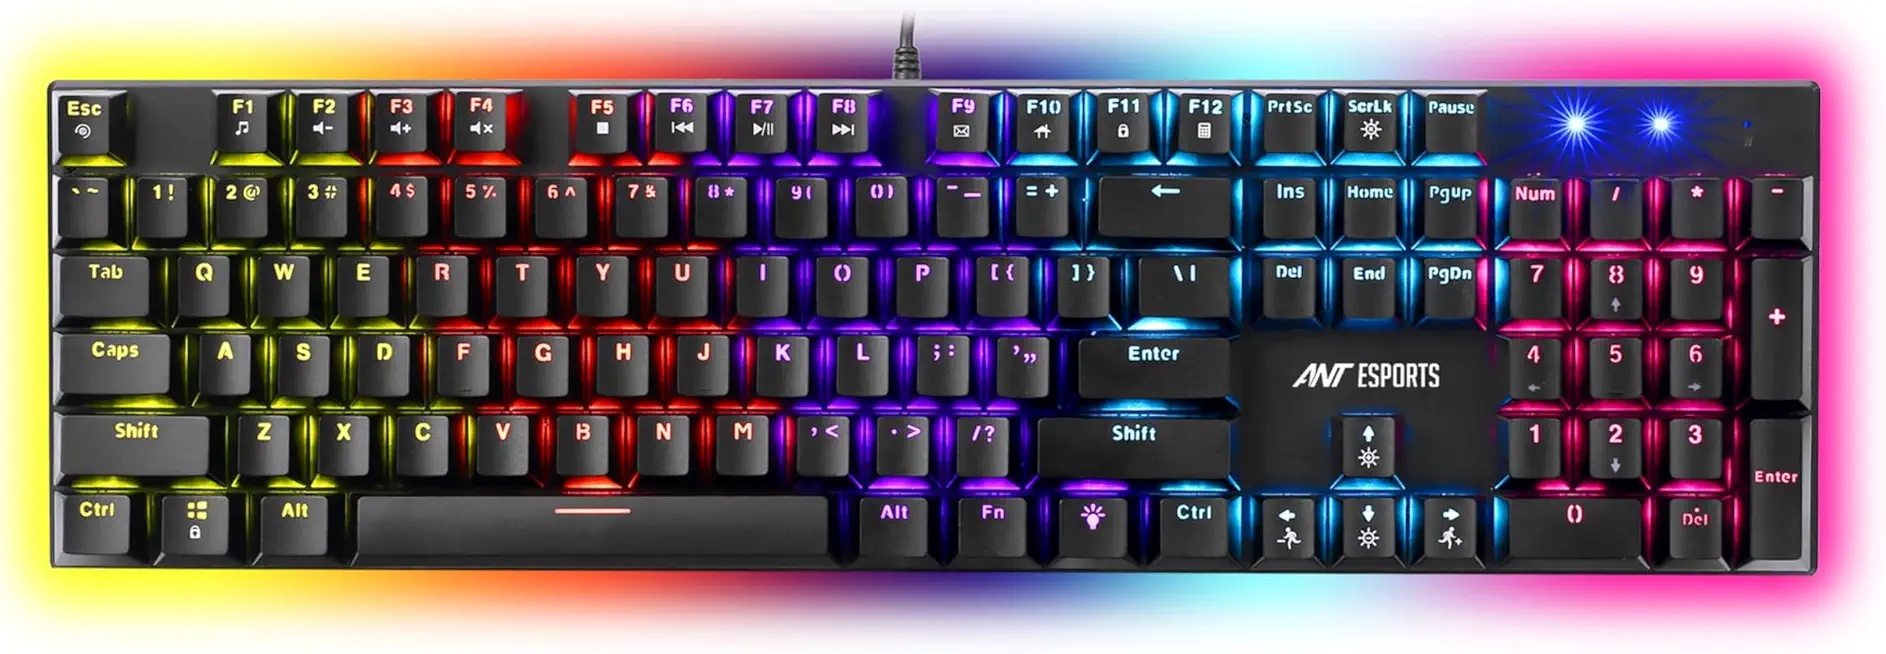 Esc F1 F2 F3 F4 F5 F6 F7 F8 F9 F10 F11 F12 PrtSc ScrLk Pause
` ~ 1 ! 2 @ 3 # 4 $ 5 % 6 ^ 7 & 8 * 9 ( 0 ) - _ = + ← Ins Home PgUp Num / * -
Tab Q W E R T Y U I O P [ { ] } \ | Del End PgDn 7 8 9 +
Caps A S D F G H J K L ; : ' " Enter 4 5 6
ANT ESPORTS
Shift Z X C V B N M , < . > / ? Shift 1 2 3 Enter
Ctrl Alt Alt Fn Ctrl 0 Del